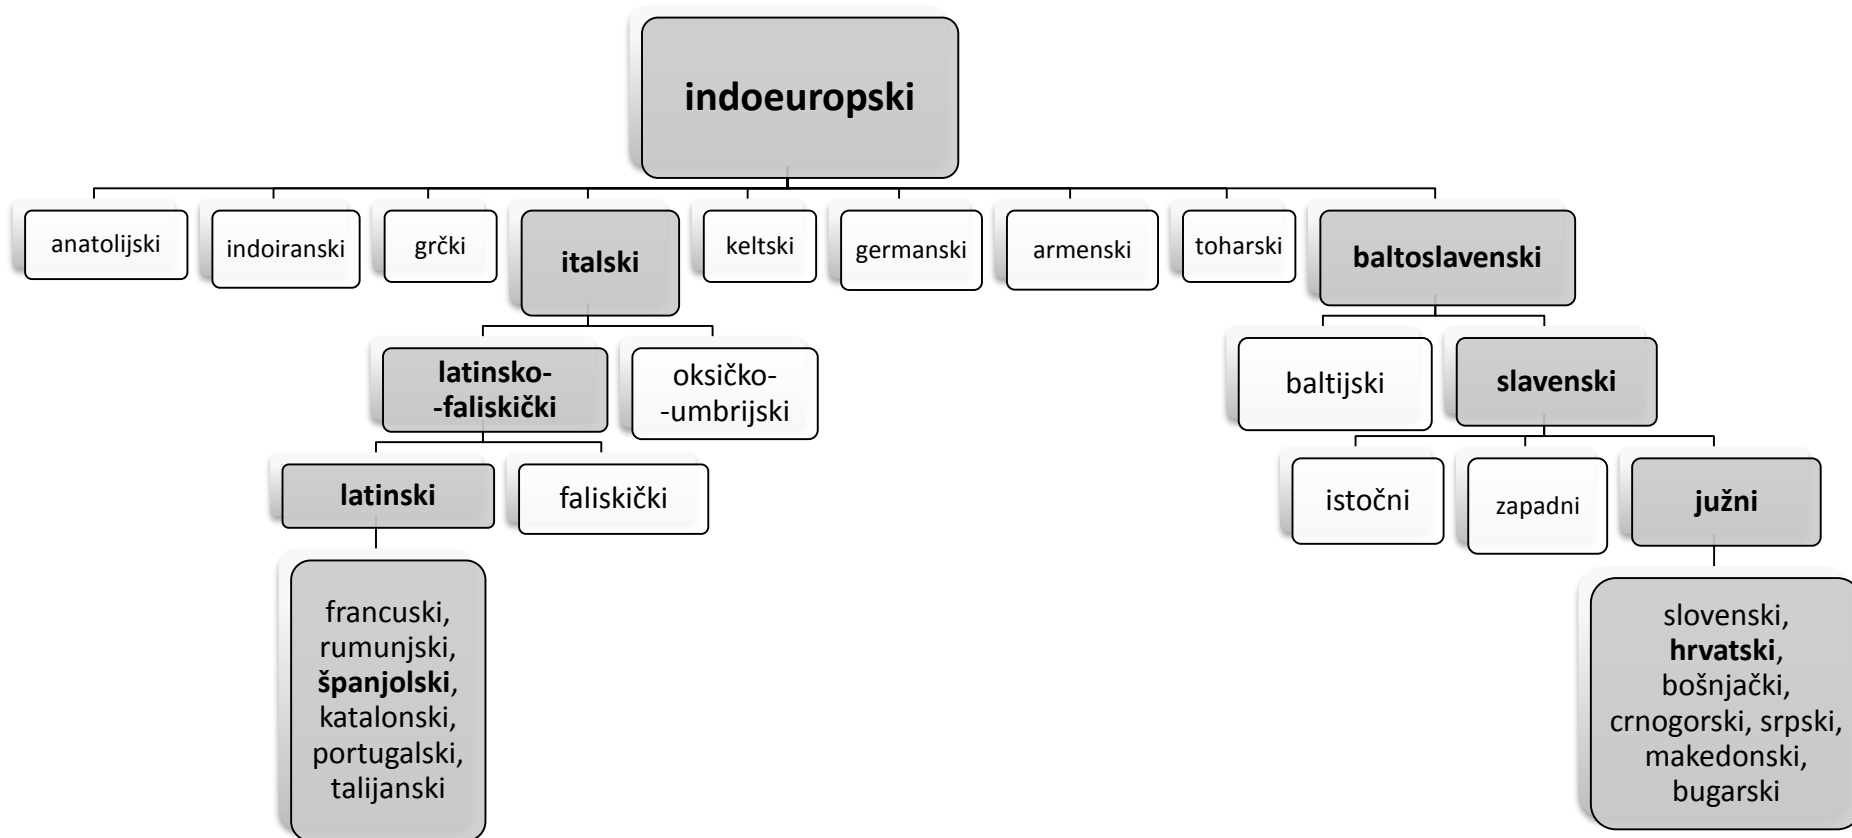 indoeuropski
anatolijski
indoiranski
grčki
italski
keltski
germanski
armenski
toharski
baltoslavenski
latinsko-
-faliskički
oksičko-
-umbrijski
baltijski
slavenski
latinski
faliskički
istočni
zapadni
južni
francuski,
rumunjski,
španjolski,
katalonski,
portugalski,
talijanski
slovenski,
hrvatski,
bošnjački,
crnogorski, srpski,
makedonski,
bugarski